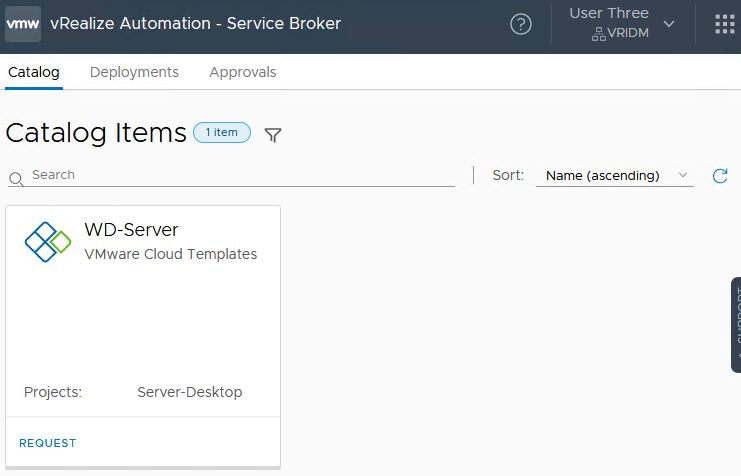 vmw vRealize Automation - Service Broker
User Three
VRIDM
Catalog Deployments Approvals
Catalog Items 1 item
Search Sort: Name (ascending)
WD-Server
VMware Cloud Templates
SUPPORT
Projects: Server-Desktop
REQUEST